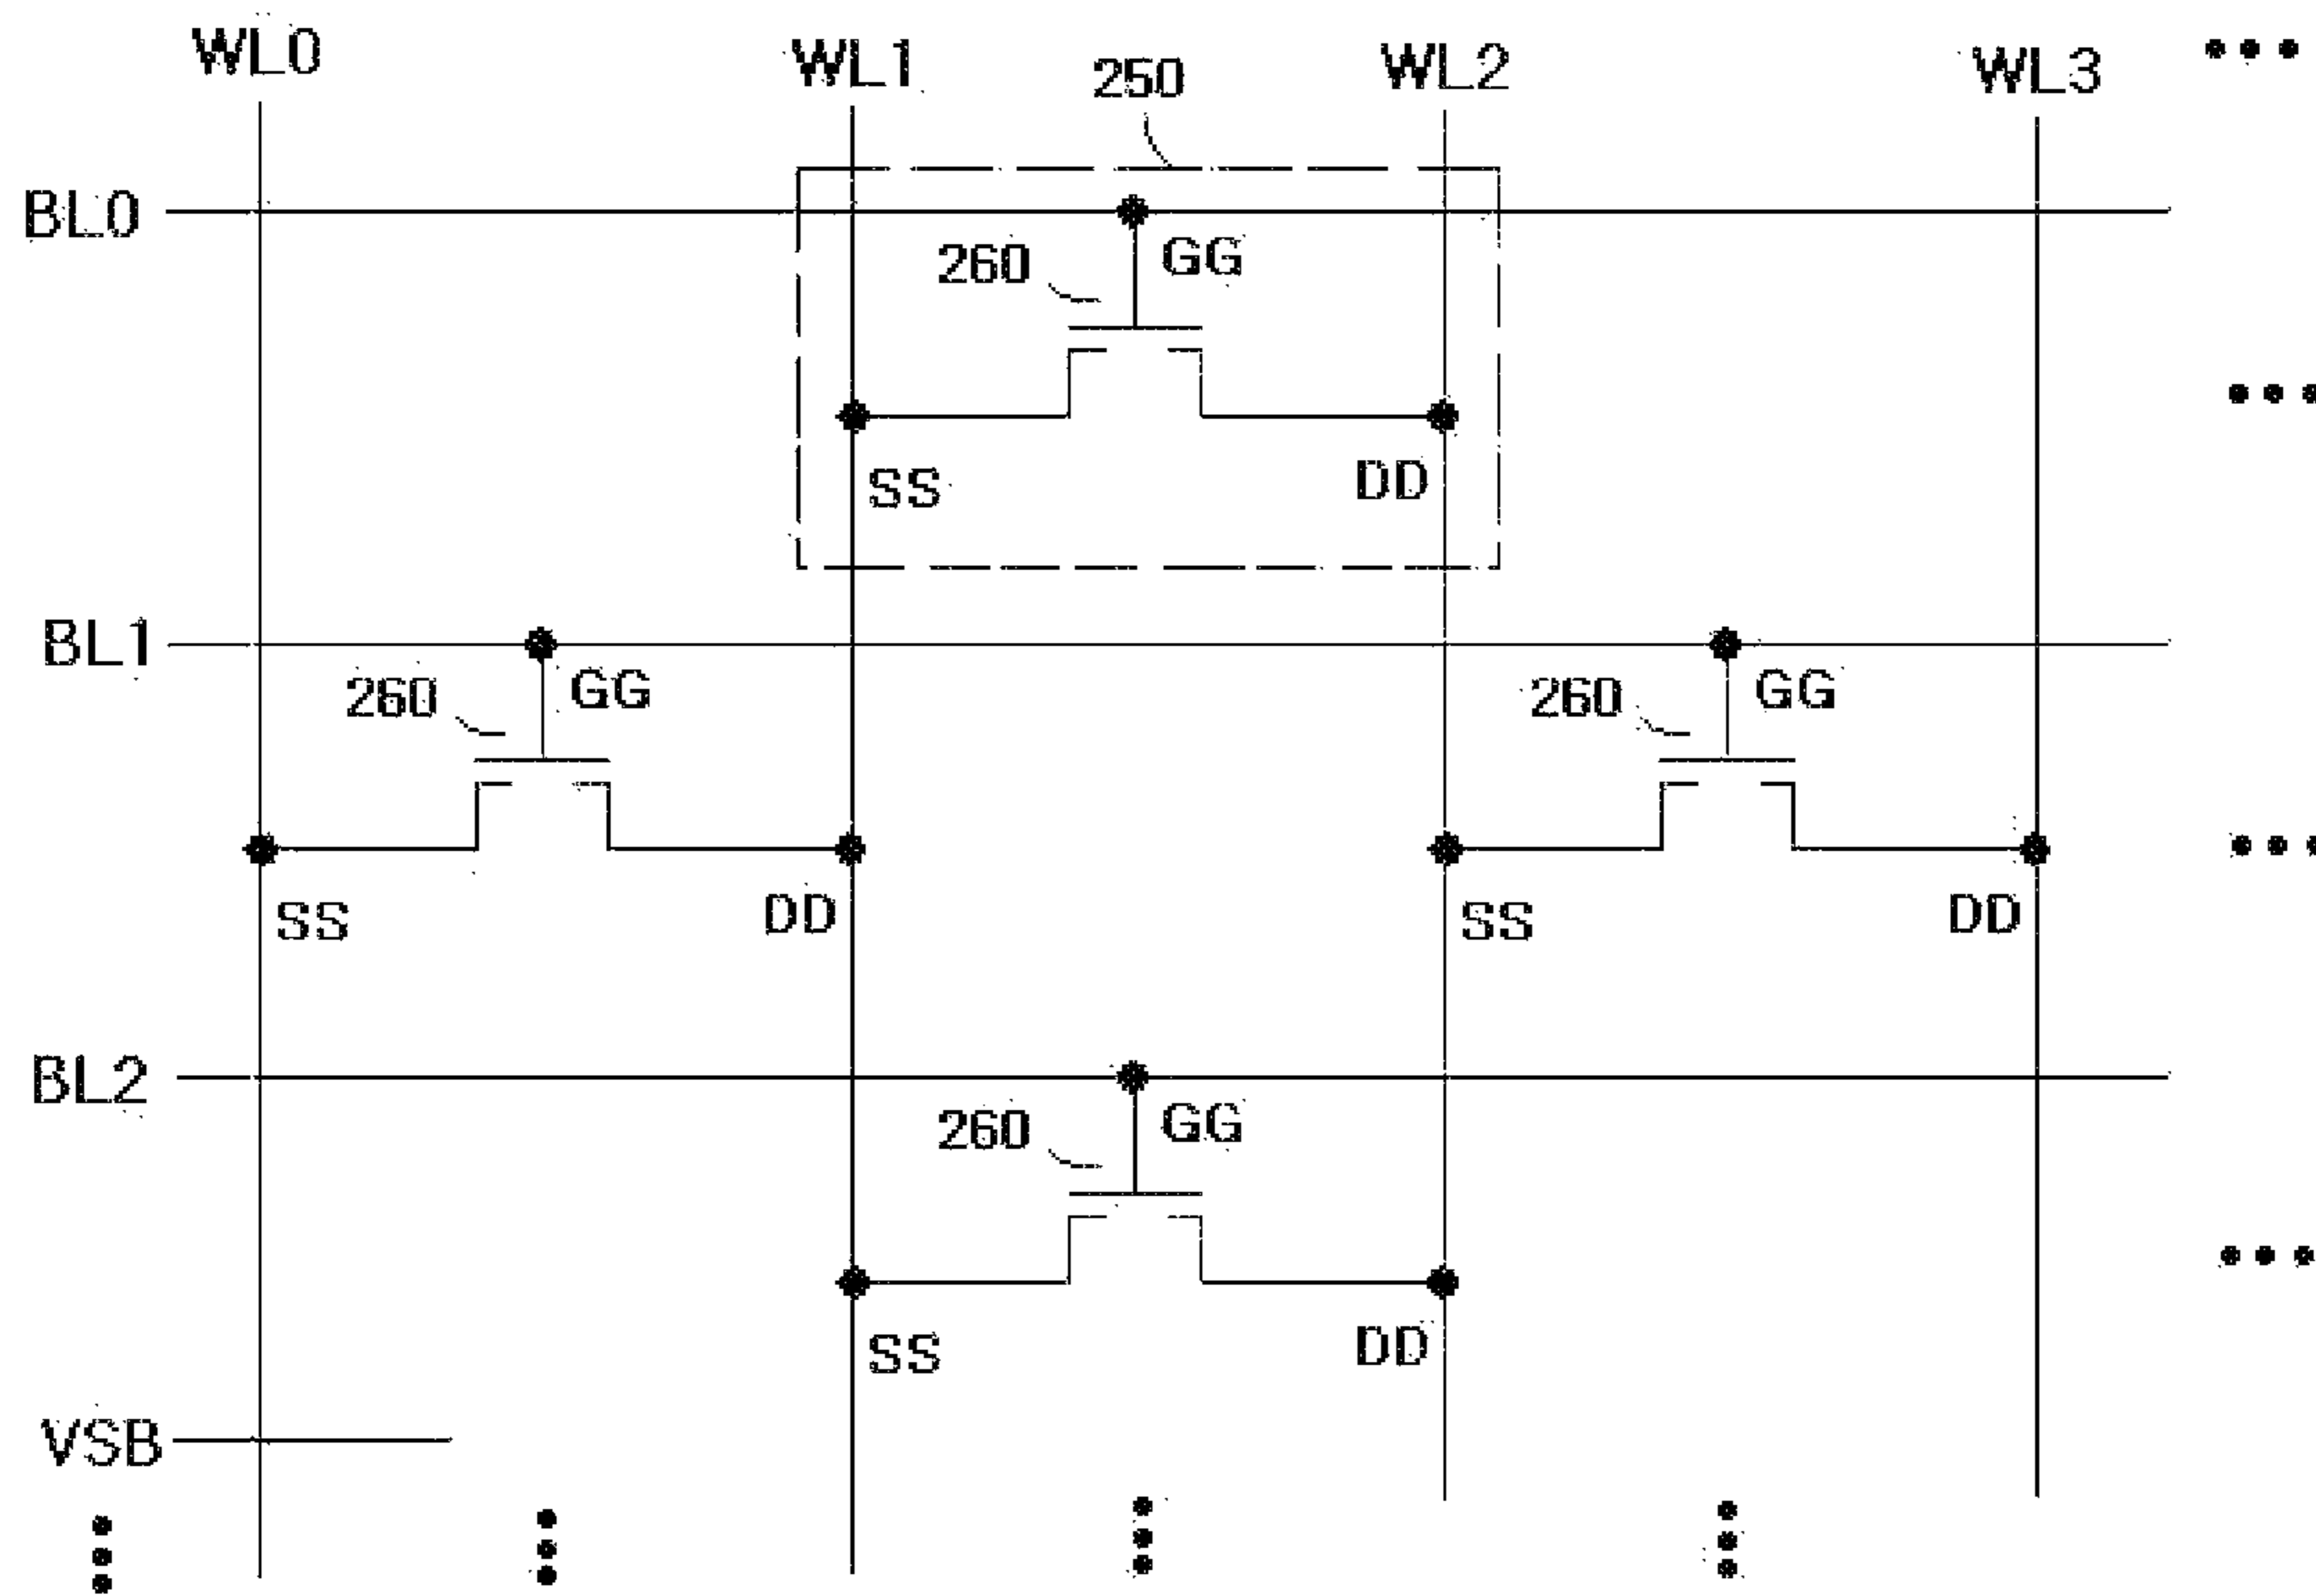 WL0 WL1 250 WL2 WL3
BL0
260 GG
SS DD
BL1
260 GG 260 GG
SS DD SS DD
BL2
260 GG
SS DD
VSB